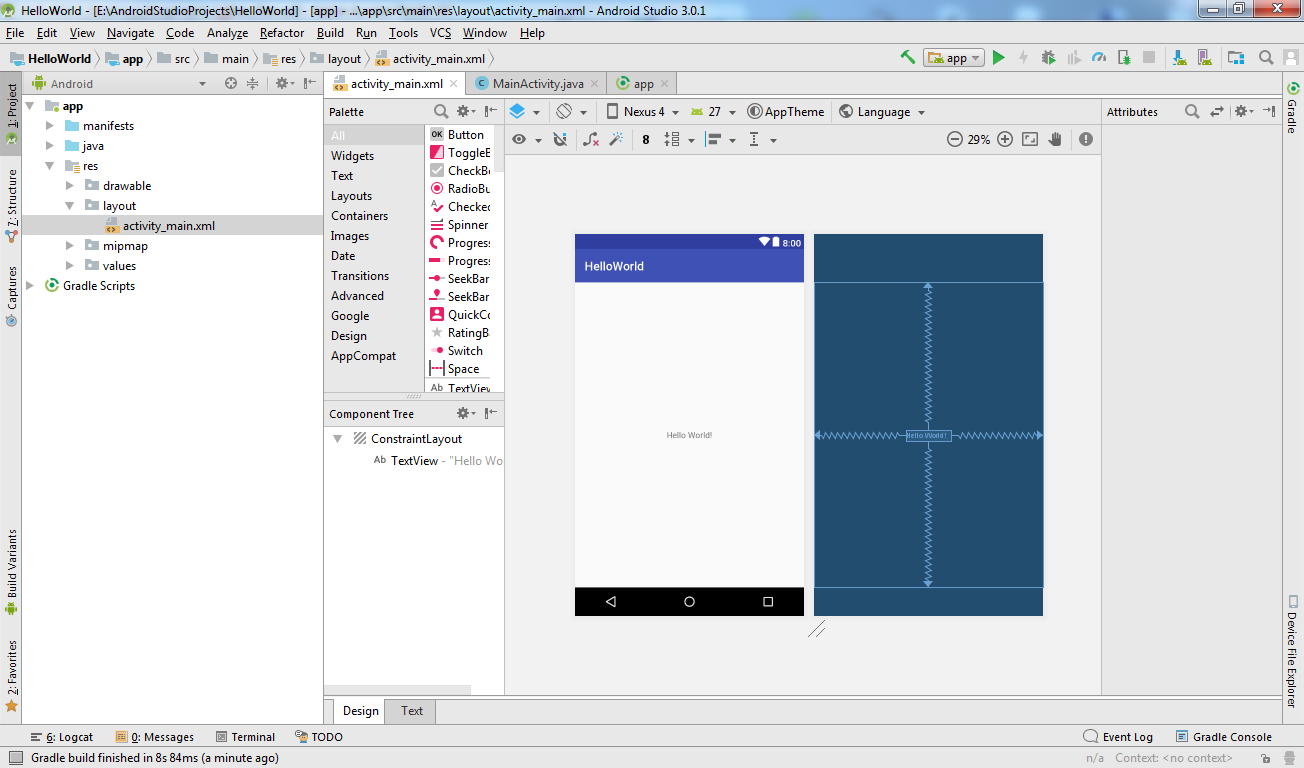 HelloWorld - [E:\AndroidStudioProjects\HelloWorld] - [app] - ...\app\src\main\res\layout\activity_main.xml - Android Studio 3.0.1
File Edit View Navigate Code Analyze Refactor Build Run Tools VCS Window Help
HelloWorld app src main res layout activity_main.xml app
1: Project
7: Structure
Captures
Build Variants
2: Favorites
Android
app
manifests
java
res
drawable
layout
activity_main.xml
mipmap
values
Gradle Scripts
activity_main.xml MainActivity.java app
Palette
All
Widgets
Text
Layouts
Containers
Images
Date
Transitions
Advanced
Google
Design
AppCompat
OK Button
ToggleB
CheckBo
RadioBu
Checked
Spinner
Progress
Progress
SeekBar
SeekBar
QuickCo
RatingBa
Switch
Space
Ab TextView
Component Tree
ConstraintLayout
Ab TextView - "Hello Wo
Nexus 4 27 AppTheme Language
8 29%
8:00
HelloWorld
Hello World!
Hello World!
Attributes
Gradle
Device File Explorer
Design Text
6: Logcat 0: Messages Terminal TODO Event Log Gradle Console
Gradle build finished in 8s 84ms (a minute ago) n/a Context: <no context>